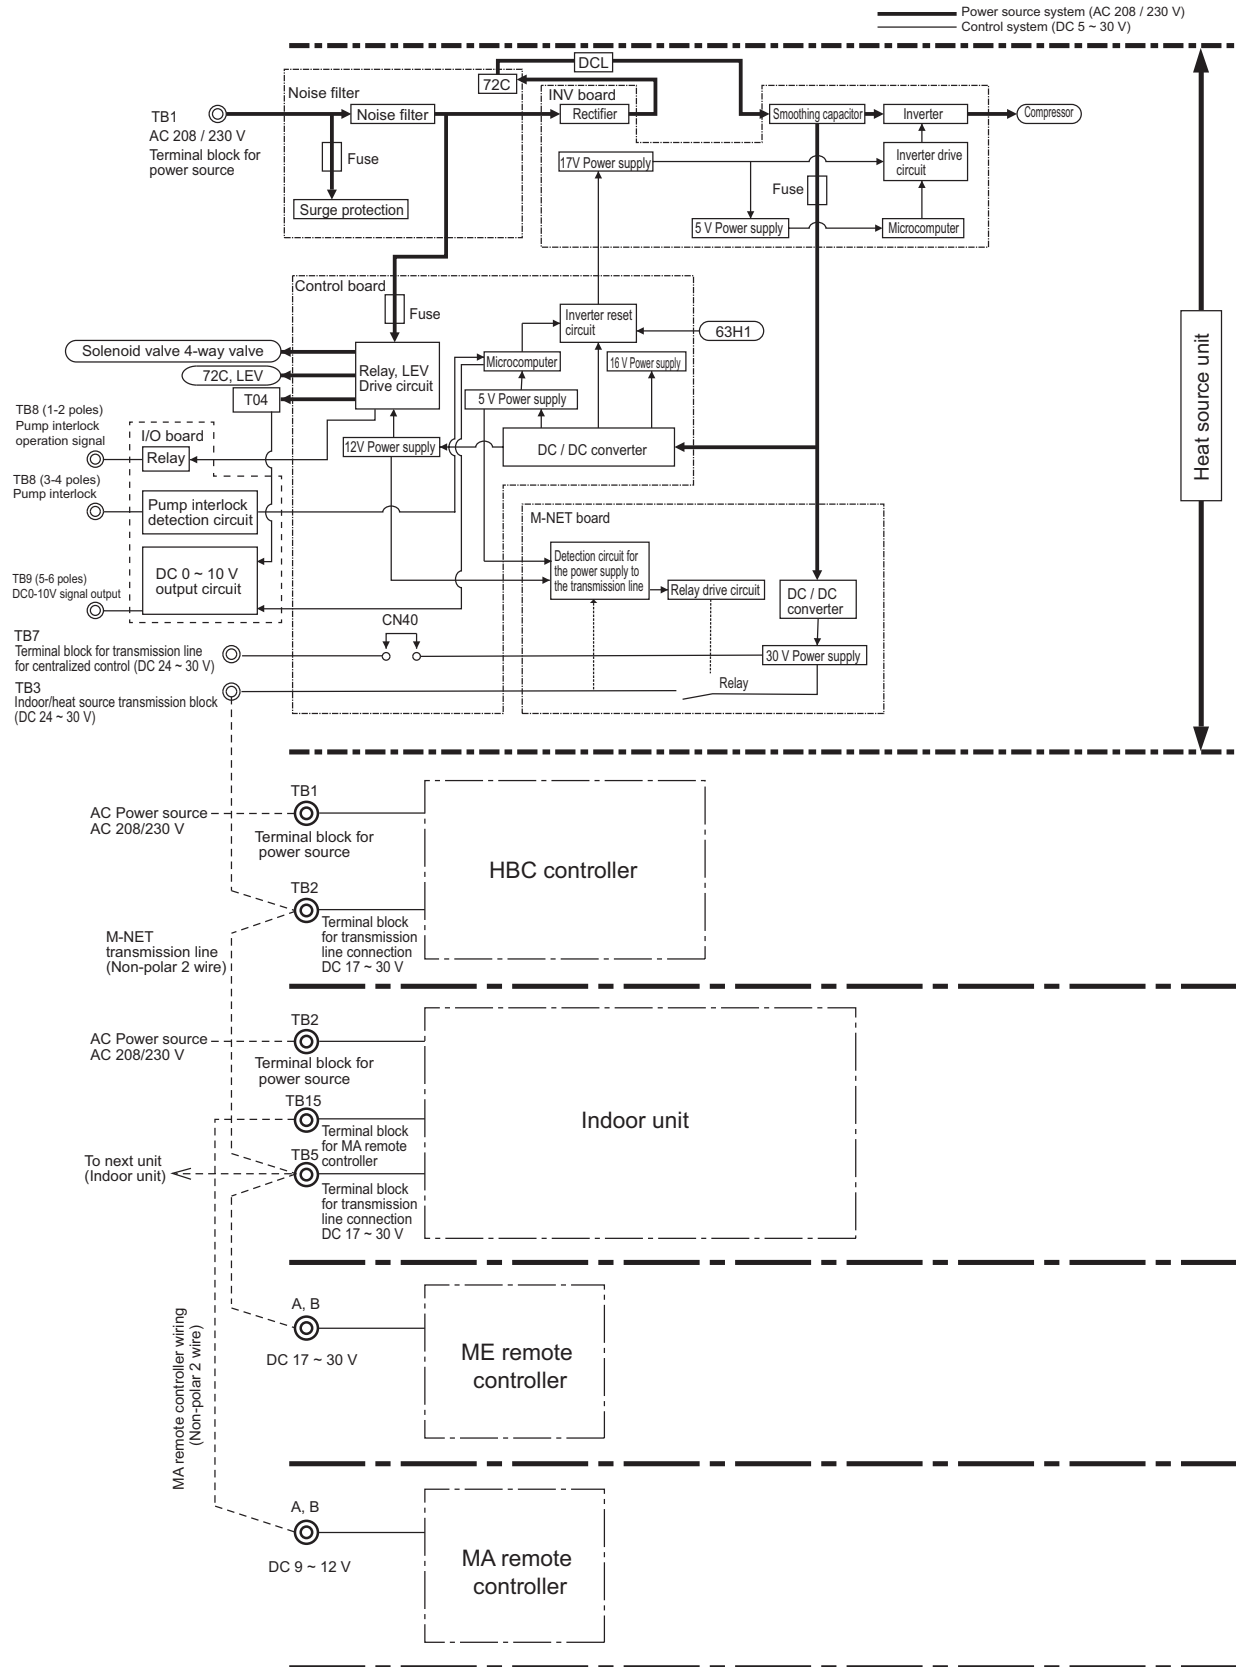 Power source system (AC 208 / 230 V)
Control system (DC 5 ~ 30 V)
DCL
72C
Noise filter
INV board
TB1
AC 208 / 230 V
Terminal block for
power source
Noise filter
Rectifier
Smoothing capacitor
Inverter
Compressor
Fuse
17V Power supply
Inverter drive
circuit
Fuse
Surge protection
5 V Power supply
Microcomputer
Heat source unit
Control board
Fuse
Inverter reset
circuit
63H1
Solenoid valve 4-way valve
72C, LEV
T04
Relay, LEV
Drive circuit
Microcomputer
16 V Power supply
5 V Power supply
TB8 (1-2 poles)
Pump interlock
operation signal
I/O board
Relay
12V Power supply
DC / DC converter
TB8 (3-4 poles)
Pump interlock
Pump interlock
detection circuit
M-NET board
Detection circuit for
the power supply to
the transmission line
Relay drive circuit
DC / DC
converter
TB9 (5-6 poles)
DC0-10V signal output
DC 0 ~ 10 V
output circuit
CN40
TB7
Terminal block for transmission line
for centralized control (DC 24 ~ 30 V)
30 V Power supply
TB3
Indoor/heat source transmission block
(DC 24 ~ 30 V)
Relay
TB1
AC Power source
AC 208/230 V
Terminal block for
power source
HBC controller
TB2
Terminal block
for transmission
line connection
DC 17 ~ 30 V
M-NET
transmission line
(Non-polar 2 wire)
TB2
AC Power source
AC 208/230 V
Terminal block for
power source
TB15
Terminal block
for MA remote
controller
Indoor unit
To next unit
(Indoor unit)
TB5
Terminal block
for transmission
line connection
DC 17 ~ 30 V
A, B
DC 17 ~ 30 V
ME remote
controller
MA remote controller wiring
(Non-polar 2 wire)
A, B
DC 9 ~ 12 V
MA remote
controller